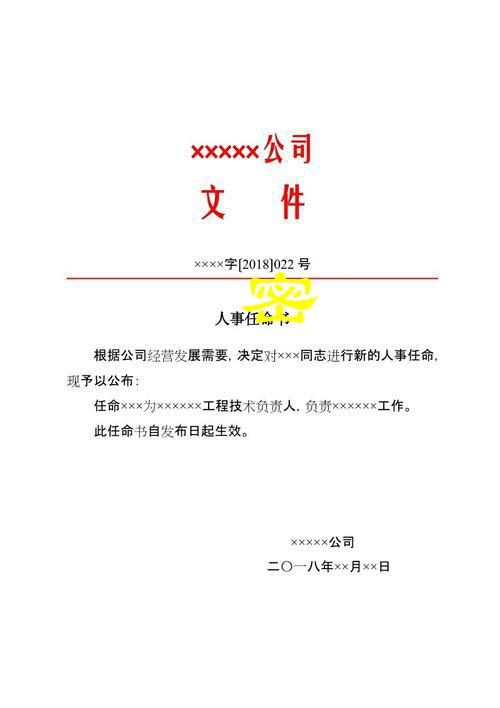 ×××××公司
文 件
××××字[2018]022 号
密
人事任命书
根据公司经营发展需要, 决定对×××同志进行新的人事任命,
现予以公布:
任命×××为××××××工程技术负责人, 负责××××××工作。
此任命书自发布日起生效。
×××××公司
二〇一八年××月××日